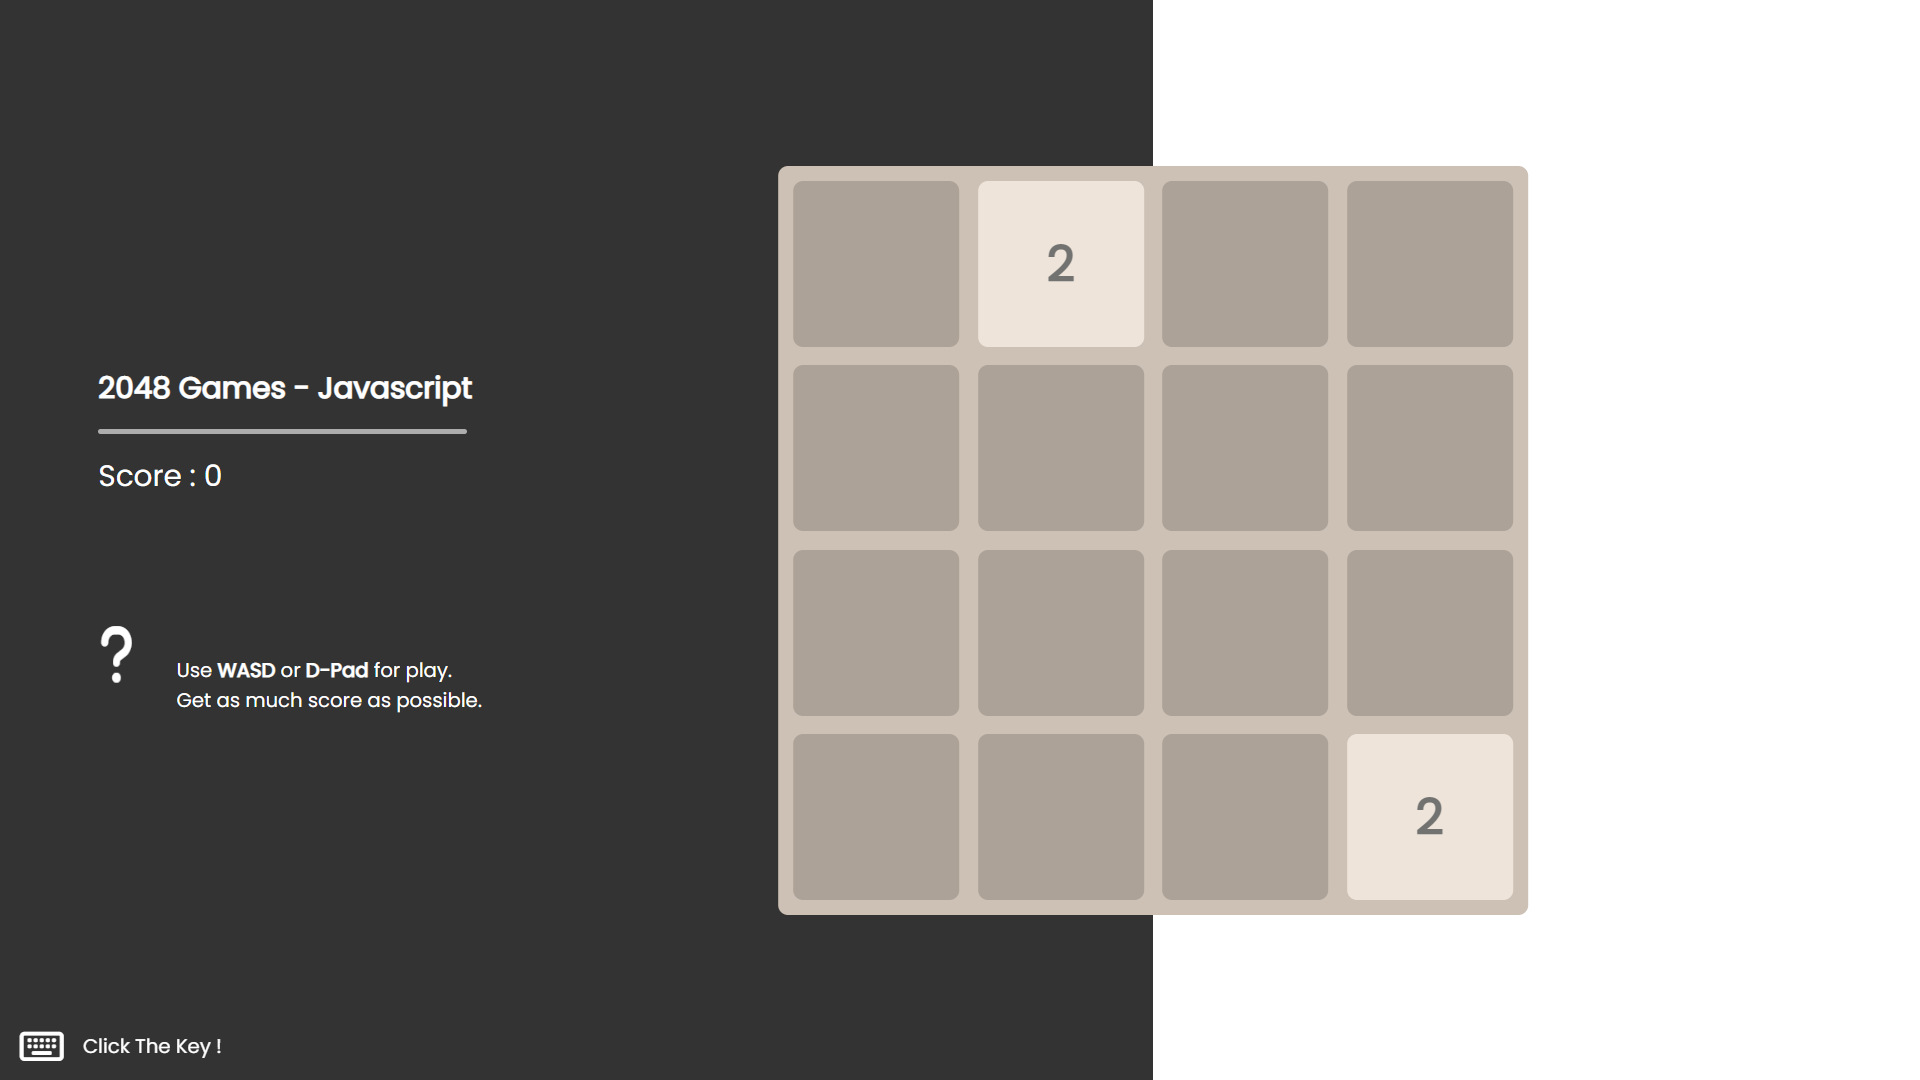 2048 Games - Javascript
Score : 0
?
Use WASD or D-Pad for play.
Get as much score as possible.
Click The Key !
2
2